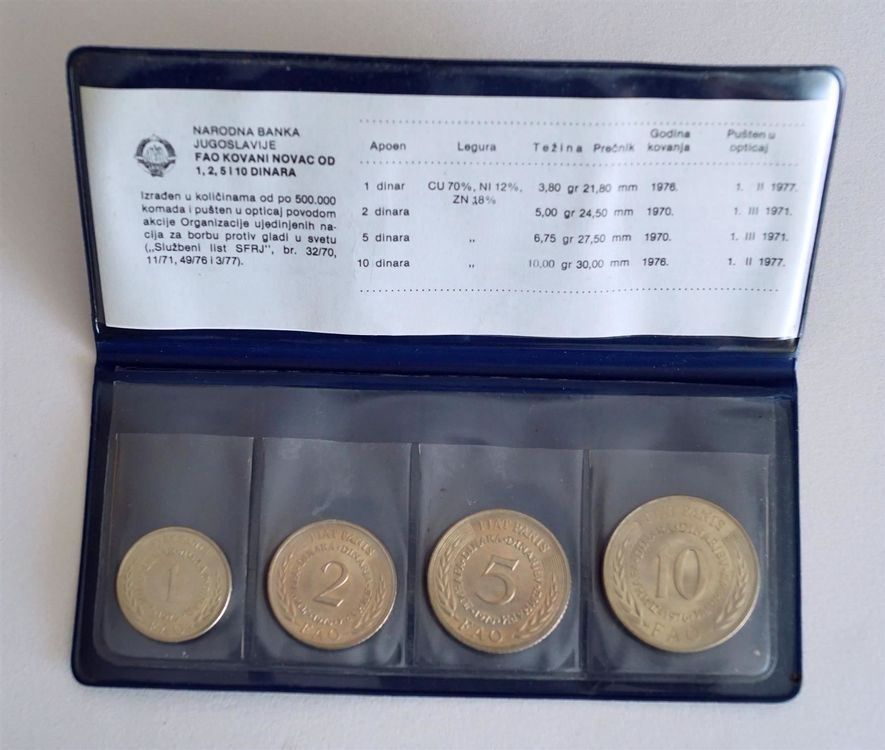 NARODNA BANKA
JUGOSLAVIJE
FAO KOVANI NOVAC OD
1, 2, 5 I 10 DINARA
Izrađen u količinama od po 500.000
komada i pušten u opticaj povodom
akcije Organizacije ujedinjenih na-
cija za borbu protiv gladi u svetu
(„Službeni list SFRJ", br. 32/70,
11/71, 49/76 i 3/77).
Apoen Legura Težina Prečnik Godina kovanja Pušten u opticaj
1 dinar CU 70%, NI 12%, ZN 18% 3,80 gr 21,80 mm 1976. 1. II 1977.
2 dinara 5,00 gr 24,50 mm 1970. 1. III 1971.
5 dinara ,, 6,75 gr 27,50 mm 1970. 1. III 1971.
10 dinara ,, 10,00 gr 30,00 mm 1976. 1. II 1977.
1
FAO
FIAT PANIS
2
FAO
FIAT PANIS
5
1970
FAO
FIAT PANIS
10
1976
FAO